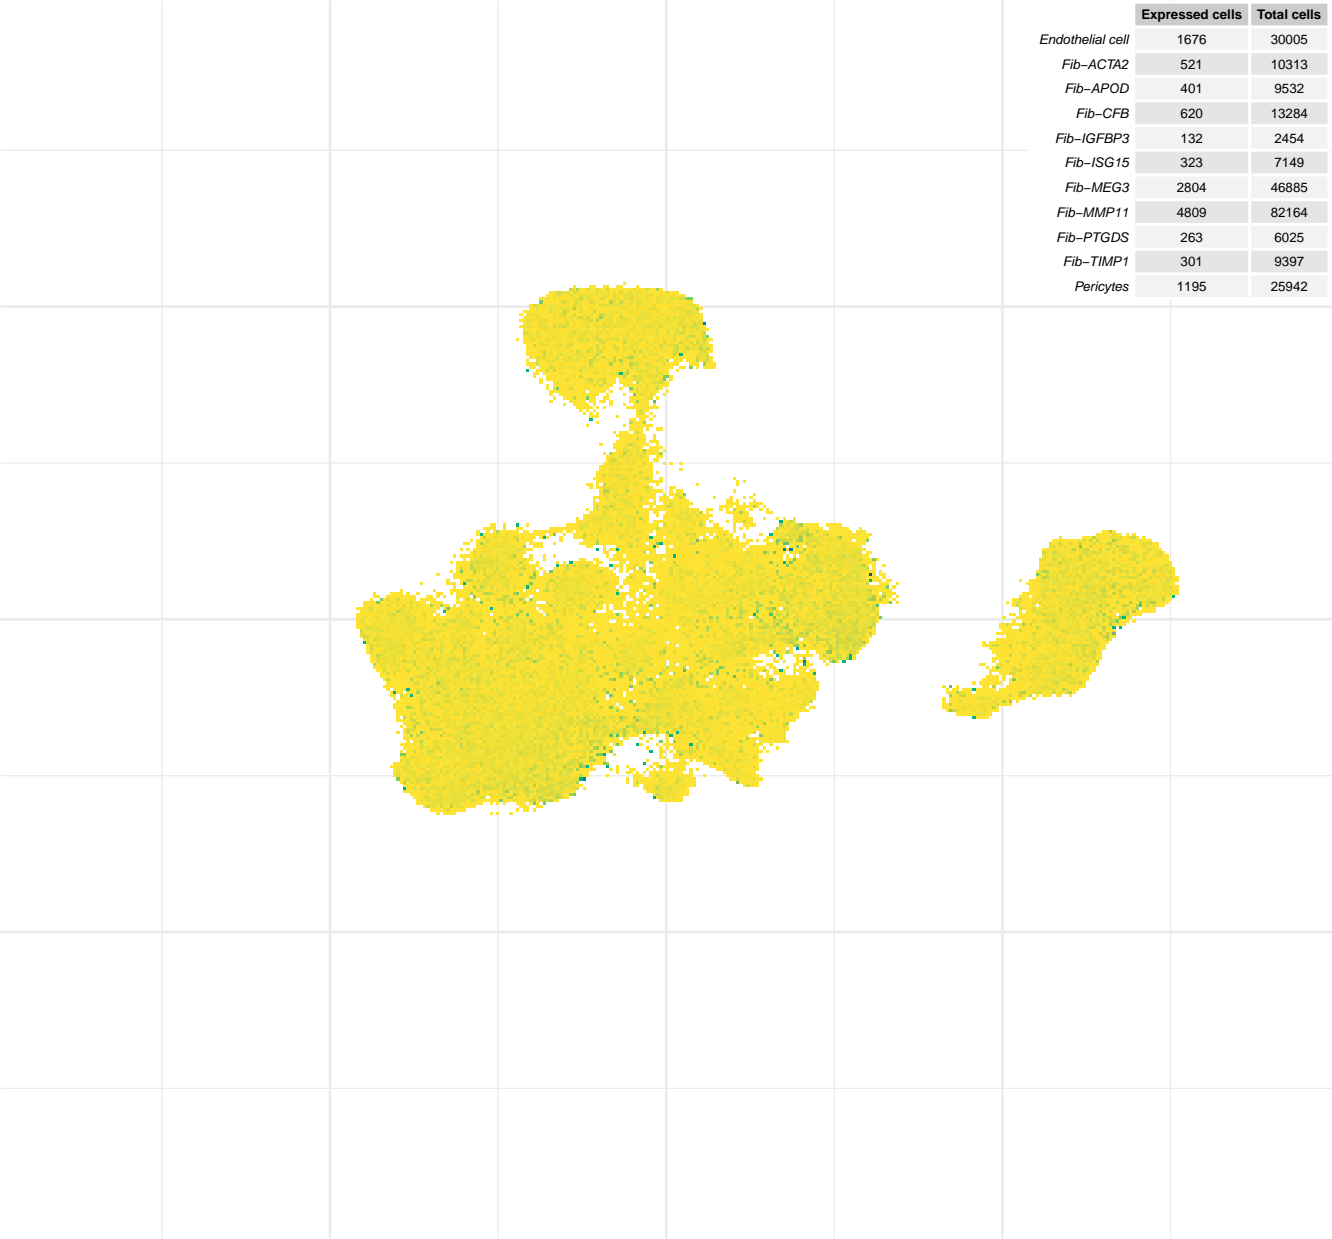 Expressed cells Total cells
Endothelial cell 1676 30005
Fib−ACTA2 521 10313
Fib−APOD 401 9532
Fib−CFB 620 13284
Fib−IGFBP3 132 2454
Fib−ISG15 323 7149
Fib−MEG3 2804 46885
Fib−MMP11 4809 82164
Fib−PTGDS 263 6025
Fib−TIMP1 301 9397
Pericytes 1195 25942